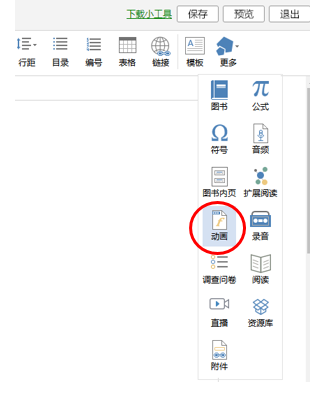 下载小工具 保存 预览 退出
行距 目录 编号 表格 链接 模板 更多
图书 公式
符号 音频
图书内页 扩展阅读
动画 录音
调查问卷 阅读
直播 资源库
附件